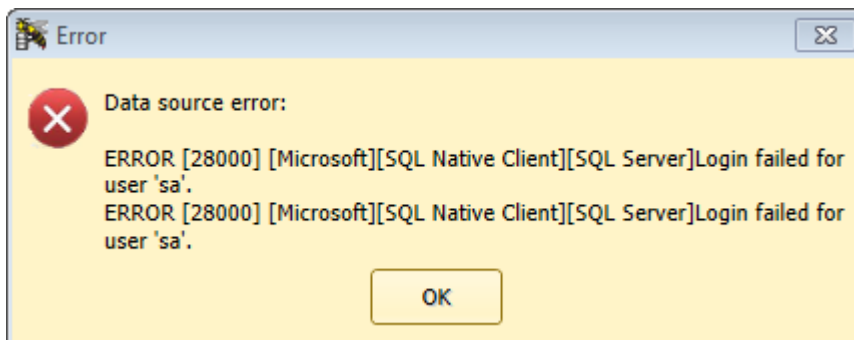 Error
Data source error:
ERROR [28000] [Microsoft][SQL Native Client][SQL Server]Login failed for
user 'sa'.
ERROR [28000] [Microsoft][SQL Native Client][SQL Server]Login failed for
user 'sa'.
OK